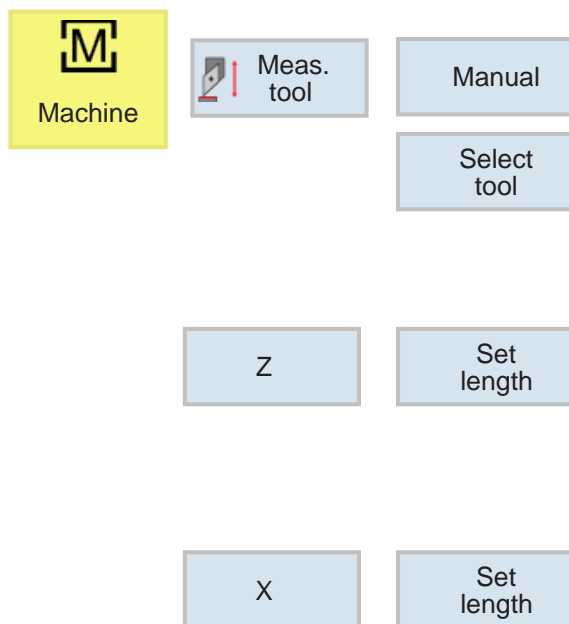 M
Machine
Meas.
tool
Manual
Select
tool
Z
Set
length
X
Set
length